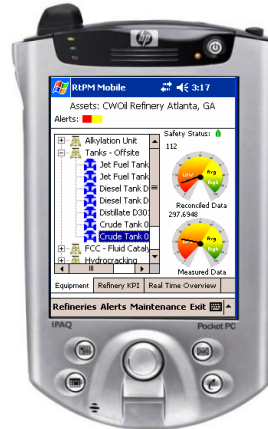 hp
RtPM Mobile 3:17
Assets: CWOil Refinery Atlanta, GA
Alerts:
Safety Status:
Alkylation Unit
Tanks - Offsite
Jet Fuel Tank
Jet Fuel Tank
Diesel Tank D
Diesel Tank D
Distillate D30
Crude Tank 0
Crude Tank 0
FCC - Fluid Cataly
Hydrocracking
112
Low Avg High
Reconciled Data
297.6948
Low Avg High
Measured Data
Equipment Refinery KPI Real Time Overview
Refineries Alerts Maintenance Exit
iPAQ Pocket PC